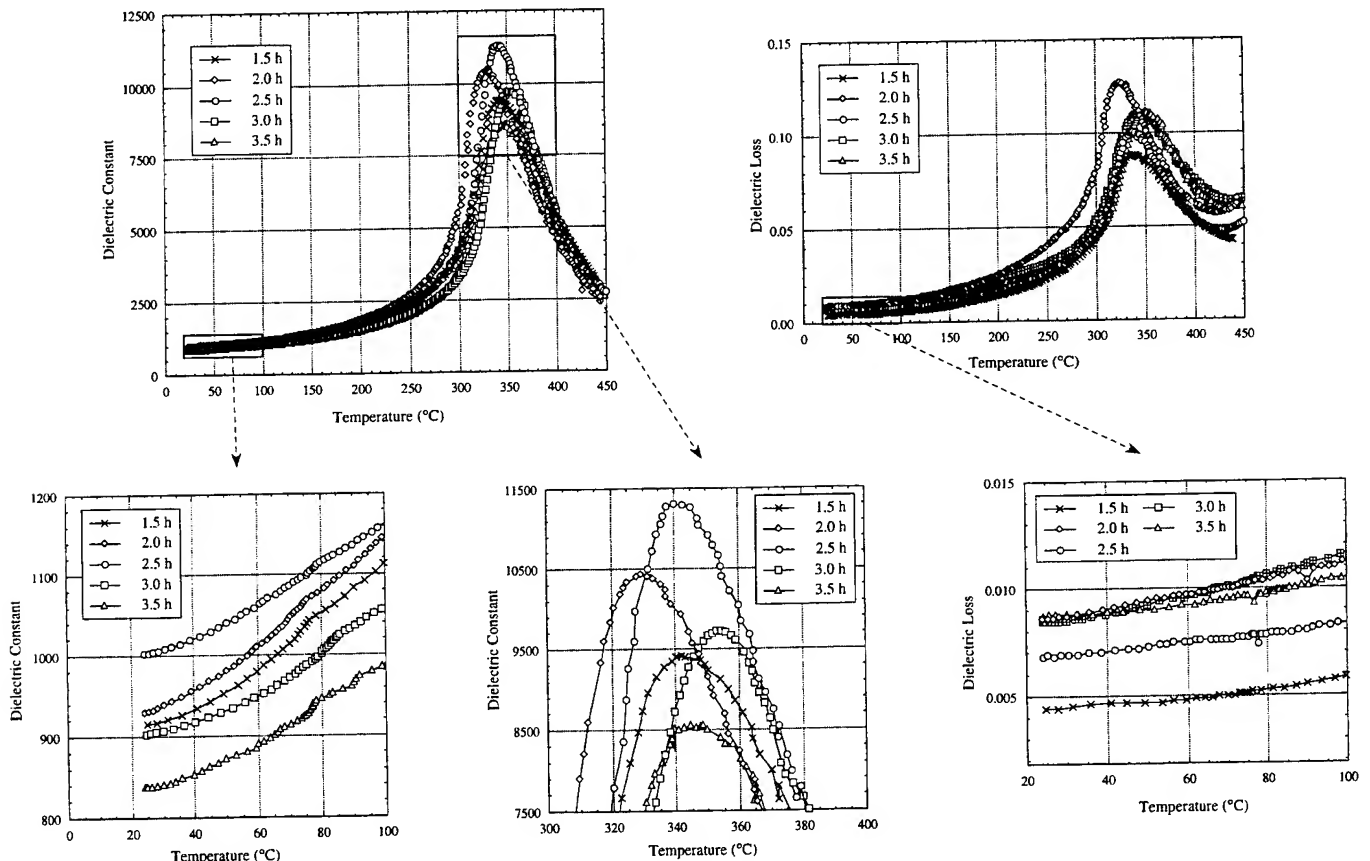 12500
10000
7500
5000
2500
0
Dielectric Constant
1.5 h
2.0 h
2.5 h
3.0 h
3.5 h
0 50 100 150 200 250 300 350 400 450
Temperature (°C)
0.15
0.10
0.05
0.00
Dielectric Loss
1.5 h
2.0 h
2.5 h
3.0 h
3.5 h
0 50 100 150 200 250 300 350 400 450
Temperature (°C)
1200
1100
1000
900
800
Dielectric Constant
1.5 h
2.0 h
2.5 h
3.0 h
3.5 h
0 20 40 60 80 100
Temperature (°C)
11500
10500
9500
8500
7500
Dielectric Constant
1.5 h
2.0 h
2.5 h
3.0 h
3.5 h
300 320 340 360 380 400
Temperature (°C)
0.015
0.010
0.005
Dielectric Loss
1.5 h 3.0 h
2.0 h 3.5 h
2.5 h
20 40 60 80 100
Temperature (°C)